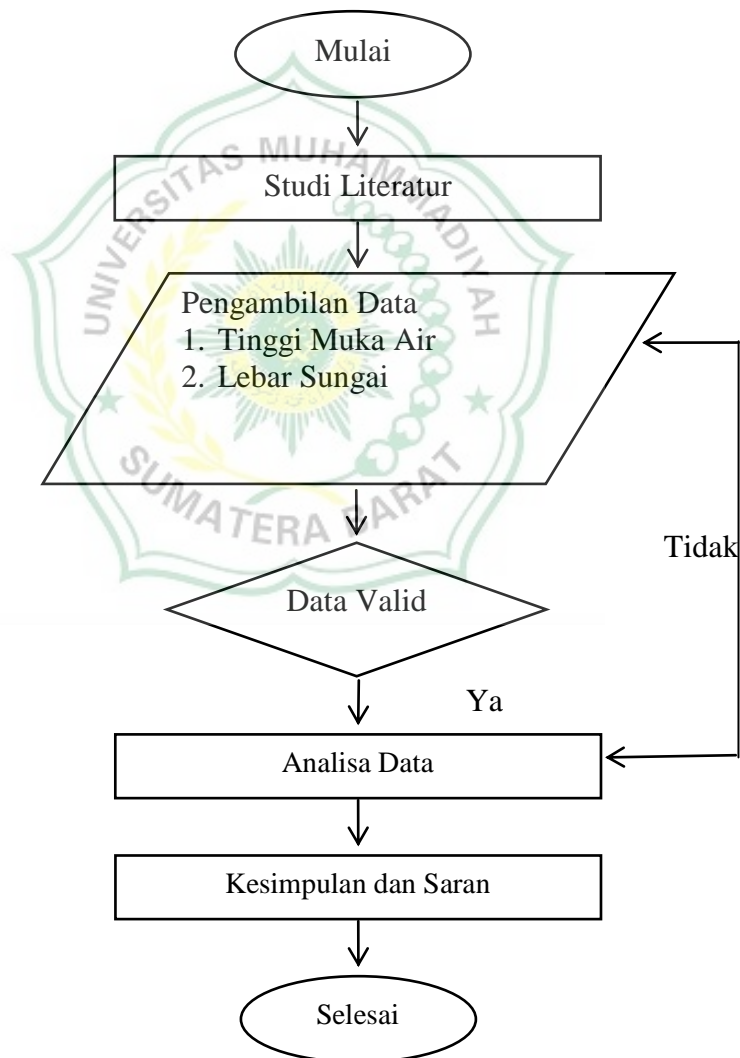 Mulai
UNIVERSITAS MUHAMMADIYAH
Studi Literatur
Pengambilan Data
1. Tinggi Muka Air
2. Lebar Sungai
SUMATERA BARAT
Tidak
Data Valid
Ya
Analisa Data
Kesimpulan dan Saran
Selesai